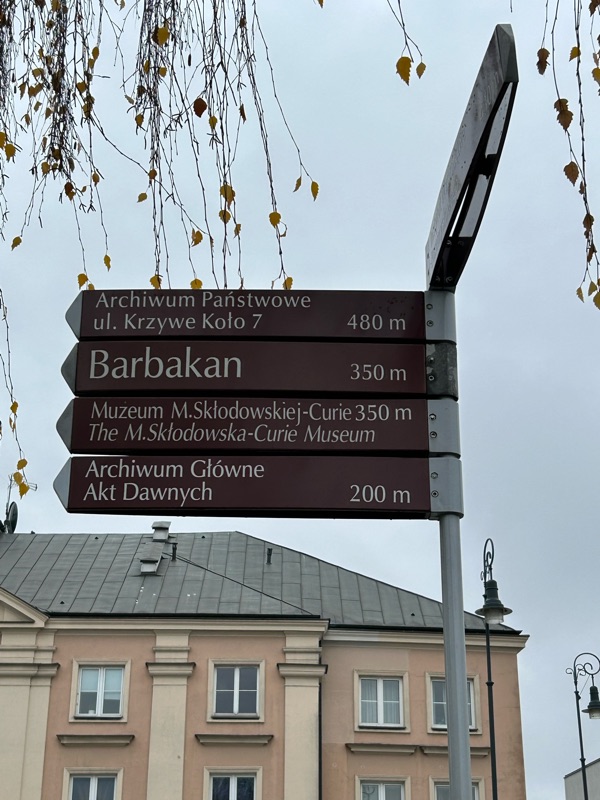 Archiwum Państwowe
ul. Krzywe Koło 7 480 m
Barbakan 350 m
Muzeum M.Skłodowskiej-Curie 350 m
The M.Skłodowska-Curie Museum
Archiwum Główne
Akt Dawnych 200 m